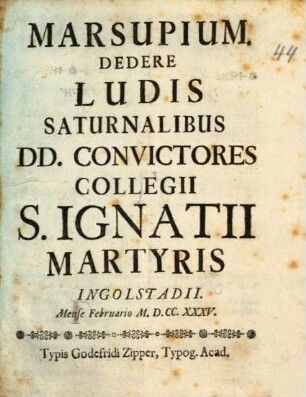 MARSUPIUM.
44
DEDERE
LUDIS
SATURNALIBUS
DD. CONVICTORES
COLLEGII
S. IGNATII
MARTYRIS
INGOLSTADII.
Mense Februario M. D.CC. XXXV.
Typis Godefridi Zipper, Typog. Acad.